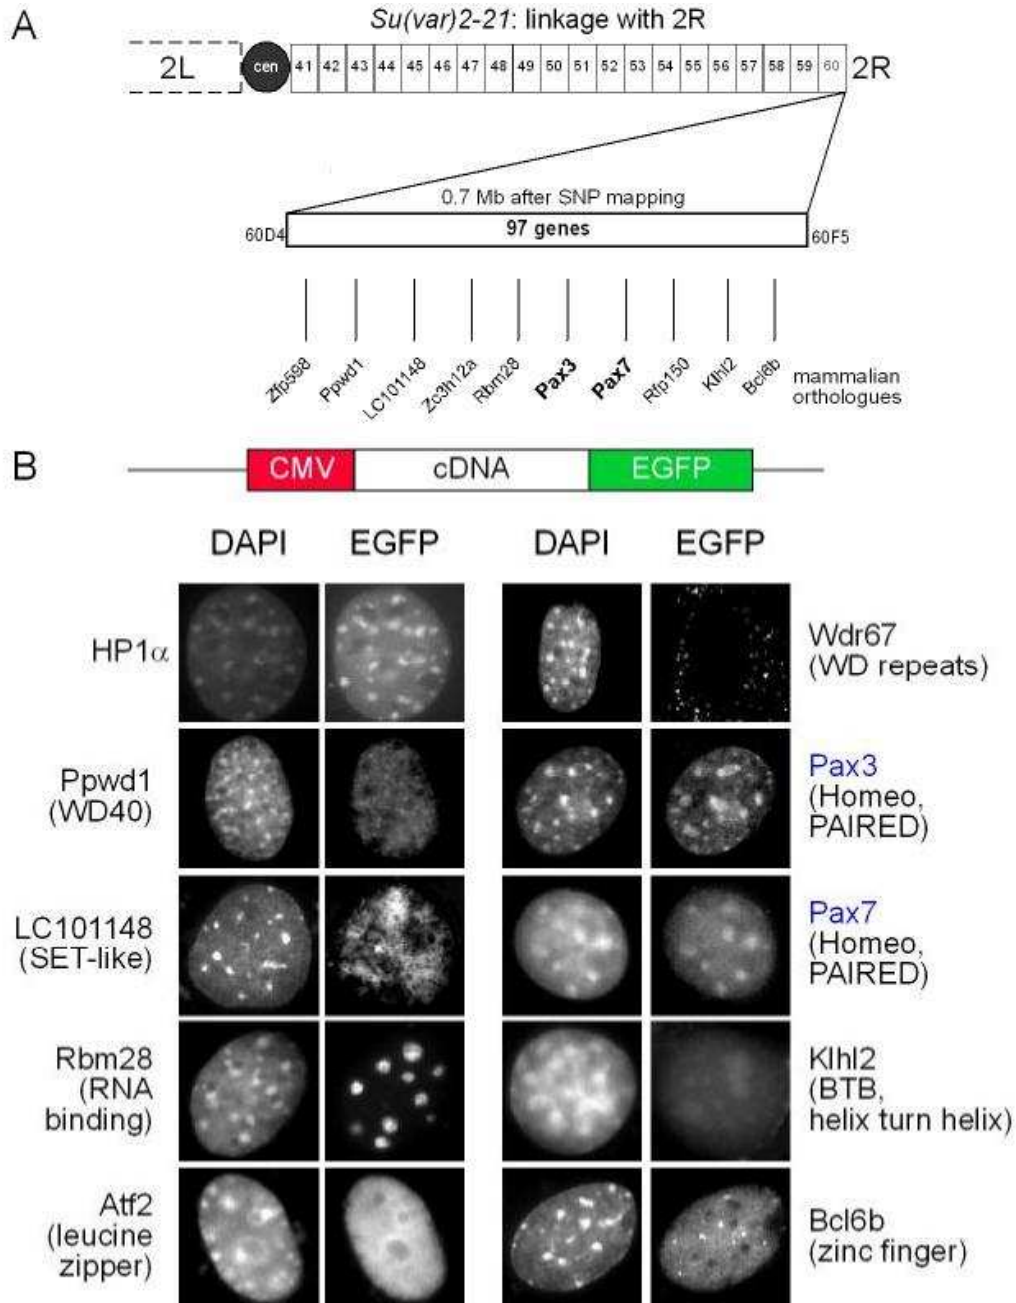 A
Su(var)2-21: linkage with 2R
2L cen 41 42 43 44 45 46 47 48 49 50 51 52 53 54 55 56 57 58 59 60 2R
0.7 Mb after SNP mapping
60D4 97 genes 60F5
Zfp598 Ppwd1 LC101148 Zc3h12a Rbm28 Pax3 Pax7 Rfp150 Klhl2 Bcl6b mammalian
orthologues
B
CMV cDNA EGFP
DAPI EGFP DAPI EGFP
HP1α
Wdr67
(WD repeats)
Ppwd1
(WD40)
Pax3
(Homeo,
PAIRED)
LC101148
(SET-like)
Pax7
(Homeo,
PAIRED)
Rbm28
(RNA
binding)
Klhl2
(BTB,
helix turn helix)
Atf2
(leucine
zipper)
Bcl6b
(zinc finger)